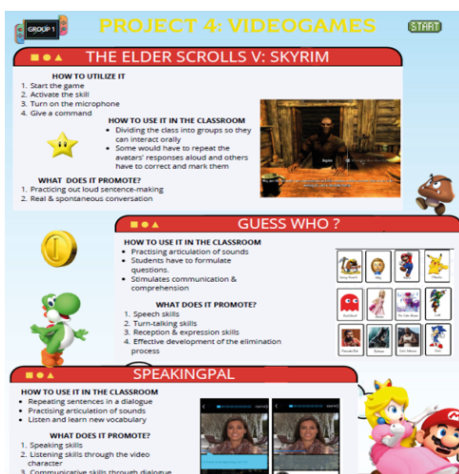 GROUP 1
PROJECT 4: VIDEOGAMES
START
THE ELDER SCROLLS V: SKYRIM
HOW TO UTILIZE IT
1. Start the game
2. Activate the skill
3. Turn on the microphone
4. Give a command
HOW TO USE IT IN THE CLASSROOM
• Dividing the class into groups so they
can interact orally
• Some would have to repeat the
avatars' responses aloud and others
have to correct and mark them
WHAT DOES IT PROMOTE?
1. Practicing out loud sentence-making
2. Real & spontaneous conversation
GUESS WHO ?
HOW TO USE IT IN THE CLASSROOM
• Practising articulation of sounds
• Students have to formulate
questions.
• Stimulates communication &
comprehension
WHAT DOES IT PROMOTE?
1. Speech skills
2. Turn-talking skills
3. Reception & expression skills
4. Effective development of the elimination
process
SPEAKINGPAL
HOW TO USE IT IN THE CLASSROOM
• Repeating sentences in a dialogue
• Practising articulation of sounds
• Listen and learn new vocabulary
WHAT DOES IT PROMOTE?
1. Speaking skills
2. Listening skills through the video
character
3. Communicative skills through dialogue